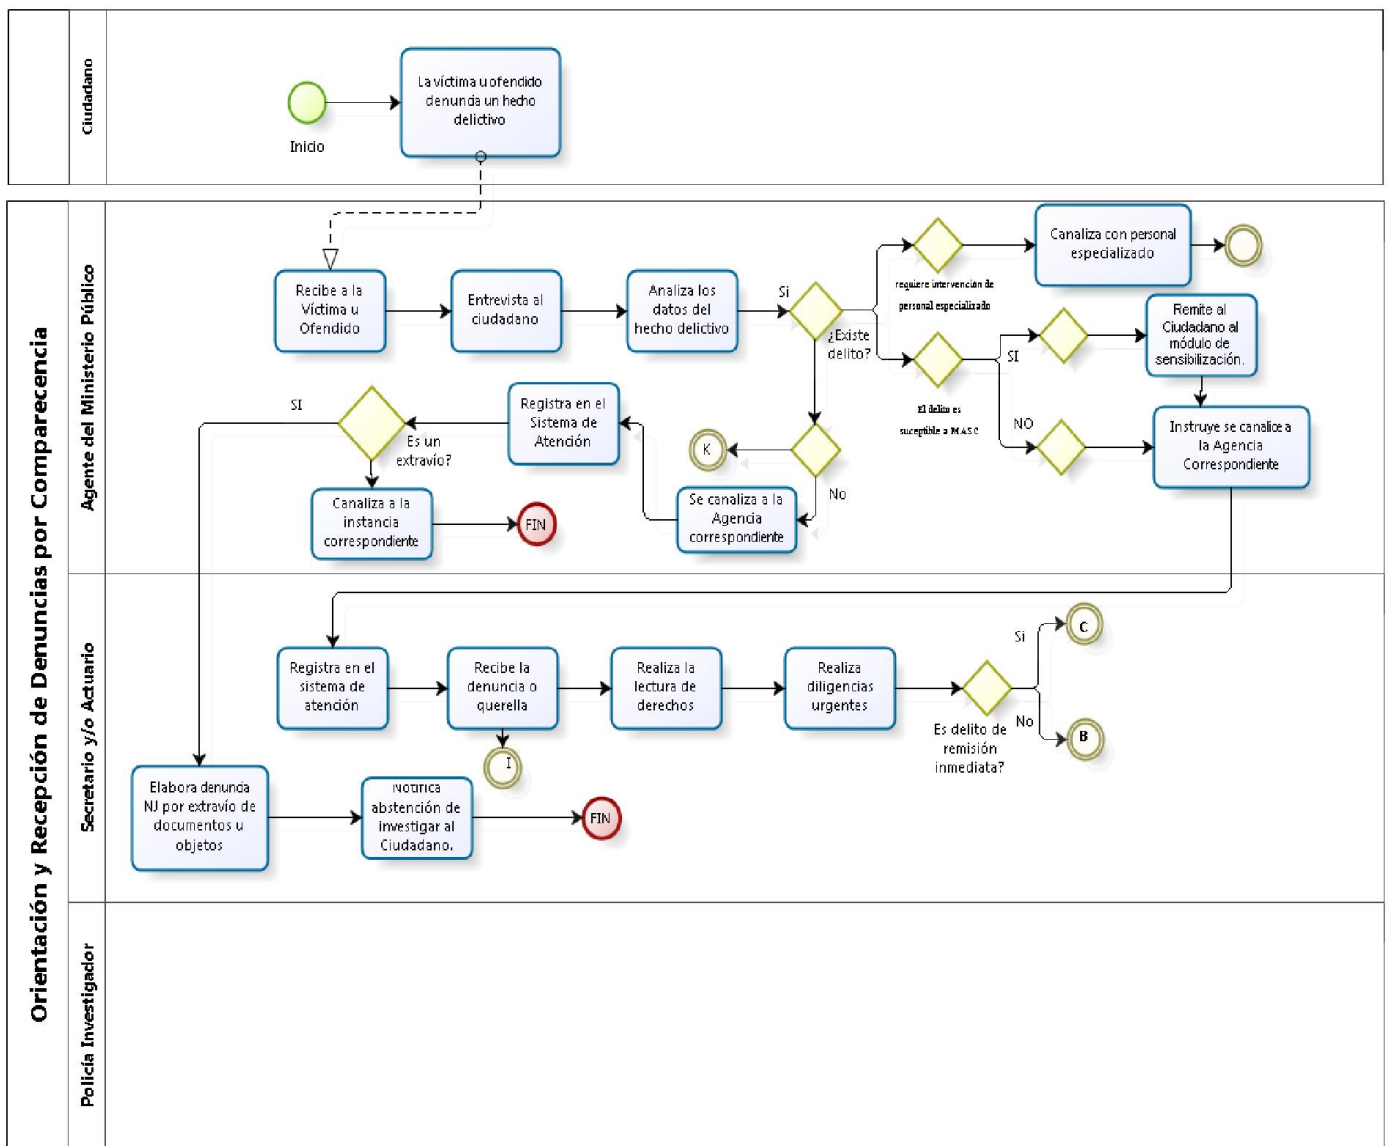 Ciudadano
La víctima u ofendido
denuncia un hecho
delictivo
Inicio
Orientación y Recepción de Denuncias por Comparecencia
Agente del Ministerio Público
Recibe a la
Víctima u
Ofendido
Entrevista al
ciudadano
Analiza los
datos del
hecho delictivo
Si
¿Existe
delito?
requiere intervención de
personal especializado
Canaliza con personal
especializado
El delito es
suceptible a MASC
SI
NO
Remite al
Ciudadano al
módulo de
sensibilización.
Instruye se canalice a
la Agencia
Correspondiente
No
K
Se canaliza a la
Agencia
correspondiente
Registra en el
Sistema de
Atención
SI
Es un
extravío?
Canaliza a la
instancia
correspondiente
FIN
Secretario y/o Actuario
Registra en el
sistema de
atención
Recibe la
denuncia o
querella
I
Realiza la
lectura de
derechos
Realiza
diligencias
urgentes
Es delito de
remisión
inmediata?
Si
C
No
B
Elabora denuncia
NJ por extravío de
documentos u
objetos
Notifica
abstención de
investigar al
Ciudadano.
FIN
Policía Investigador